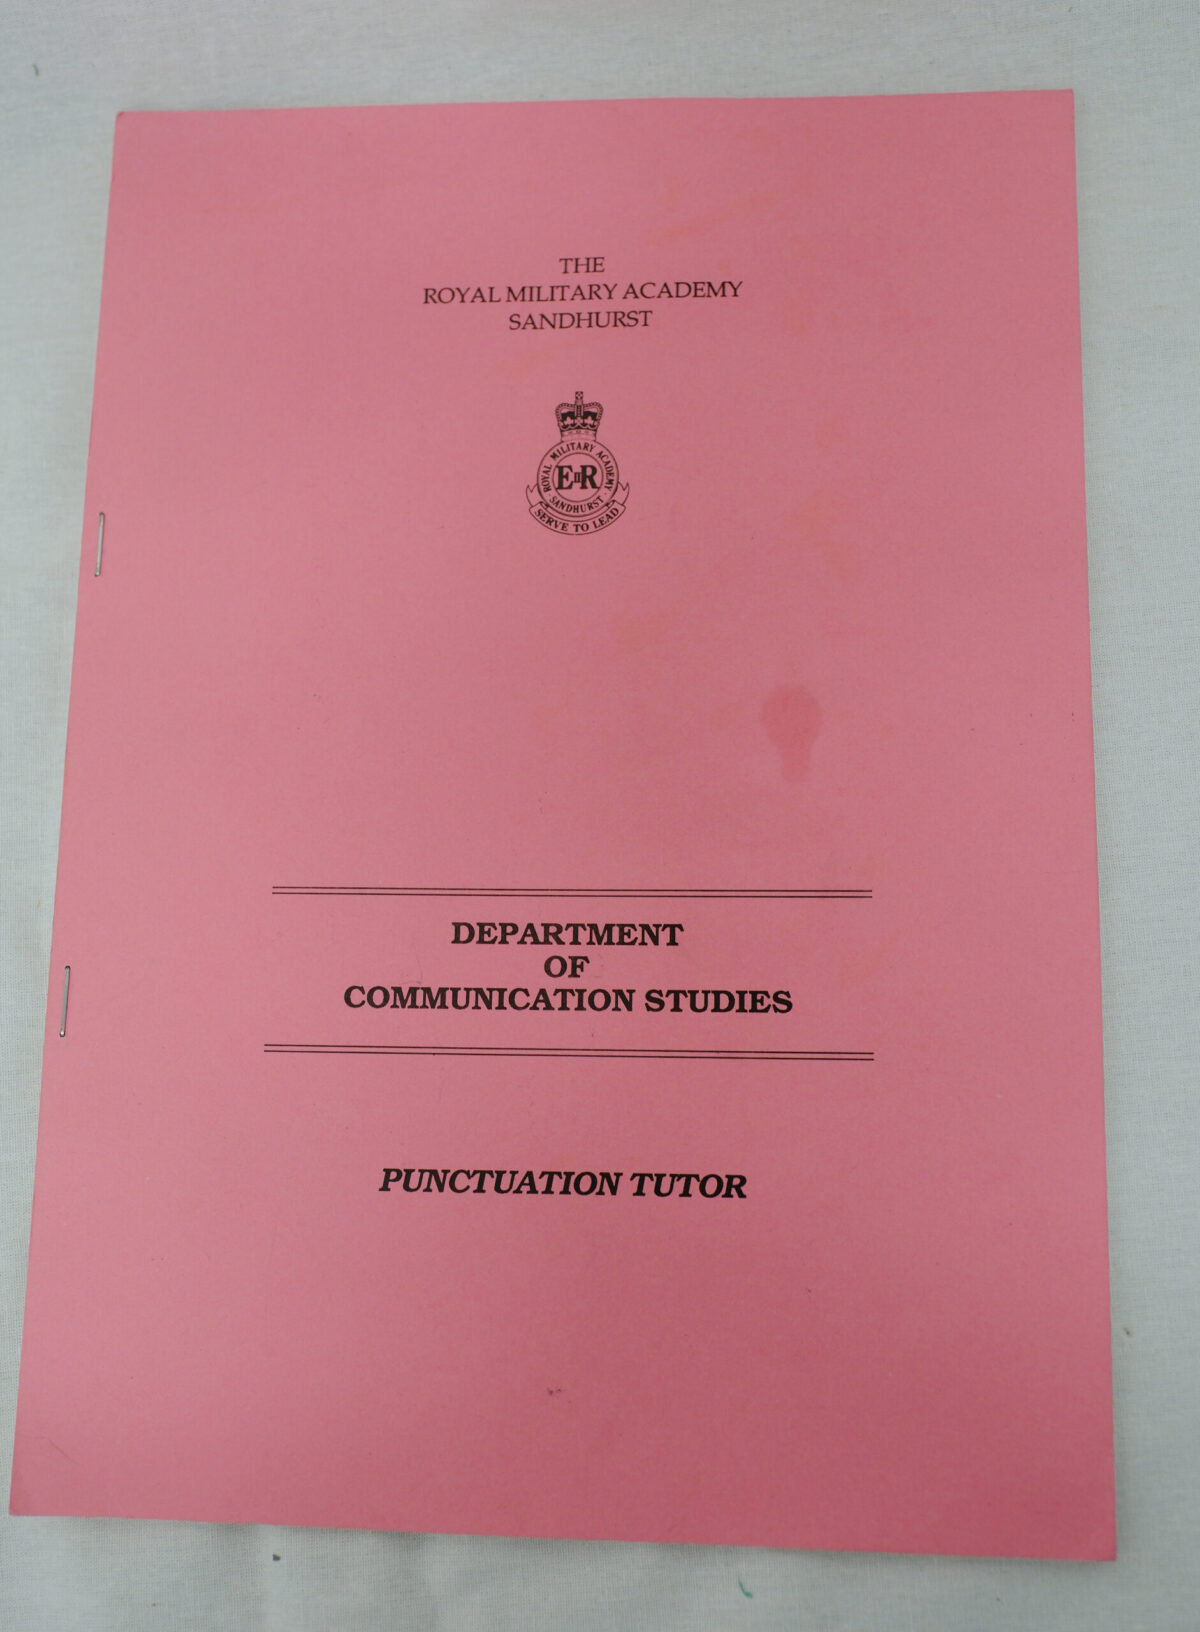 THE
ROYAL MILITARY ACADEMY
SANDHURST
ROYAL MILITARY ACADEMY
EIIR
SANDHURST
SERVE TO LEAD
DEPARTMENT
OF
COMMUNICATION STUDIES
PUNCTUATION TUTOR